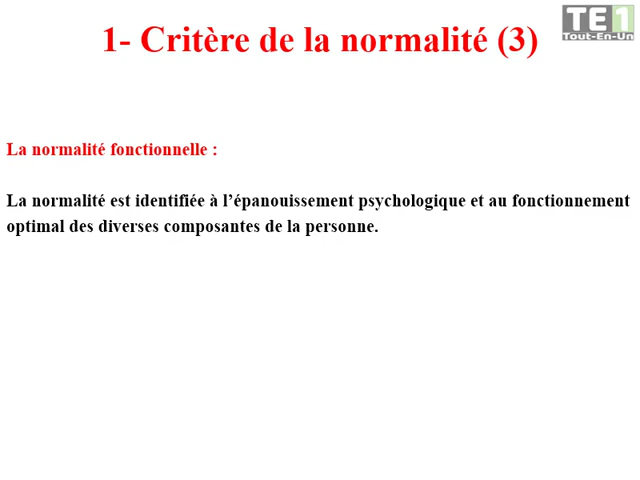 1- Critère de la normalité (3)
TE1
Tout-En-Un
La normalité fonctionnelle :
La normalité est identifiée à l’épanouissement psychologique et au fonctionnement
optimal des diverses composantes de la personne.